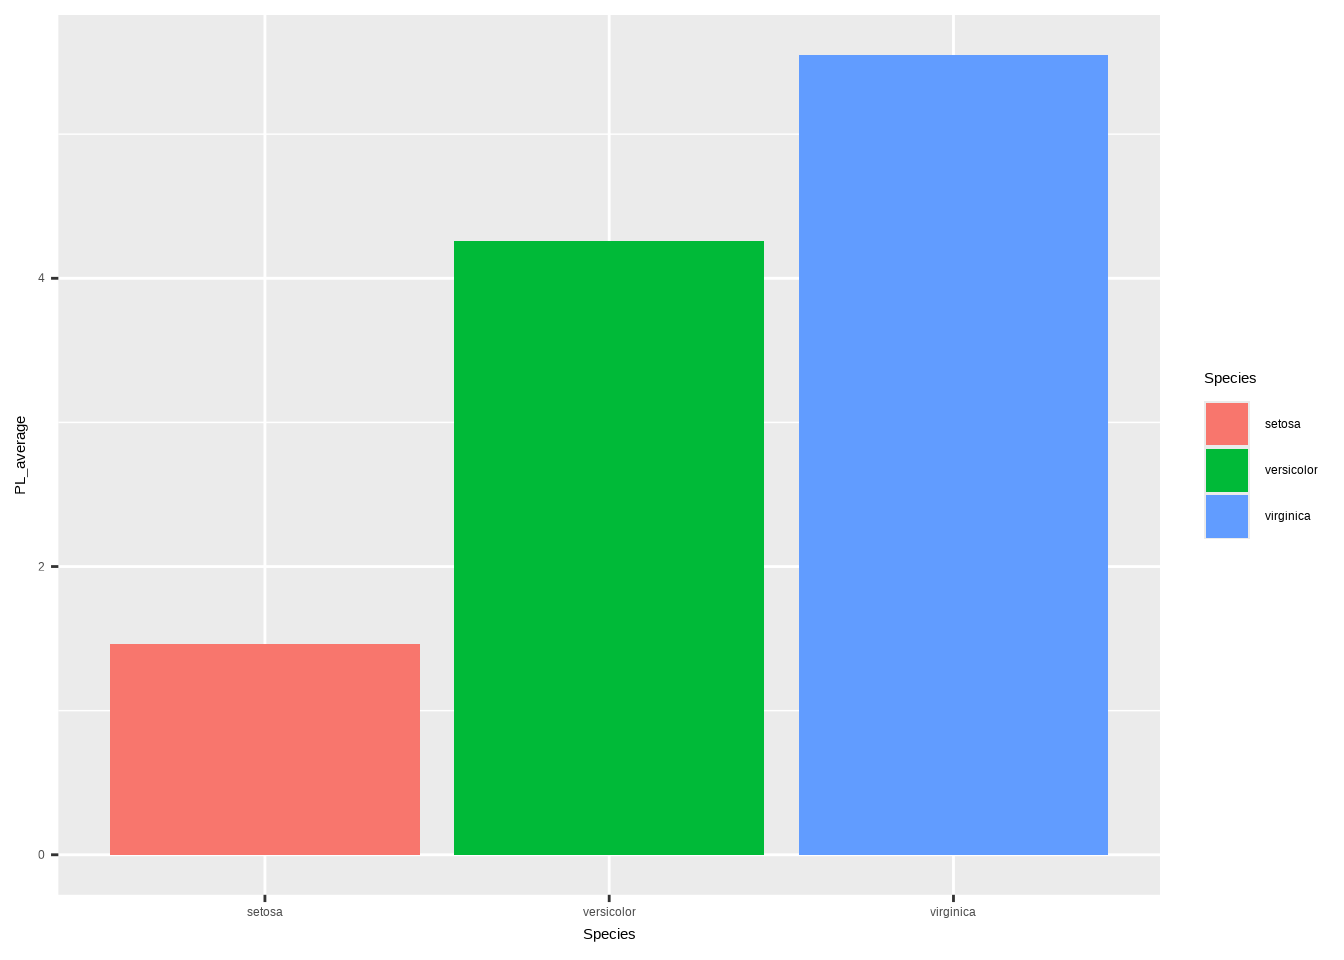 PL_average
4
2
0
setosa
versicolor
virginica
Species
Species
setosa
versicolor
virginica